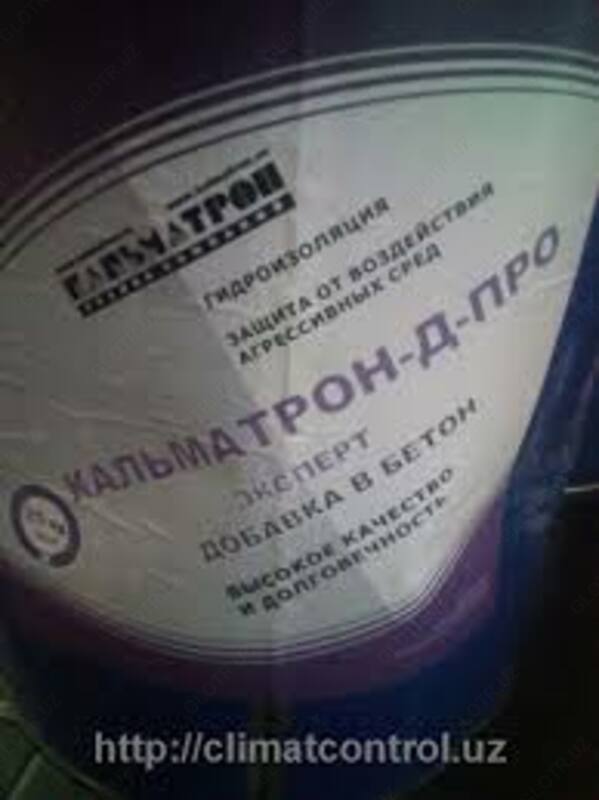 КАЛЬМАТРОН
ГИДРОИЗОЛЯЦИЯ
ЗАЩИТА ОТ ВОЗДЕЙСТВИЯ
АГРЕССИВНЫХ СРЕД
КАЛЬМАТРОН-Д-ПРО
ЭКСПЕРТ
ДОБАВКА В БЕТОН
ВЫСОКОЕ КАЧЕСТВО
И ДОЛГОВЕЧНОСТЬ
http://climatcontrol.uz